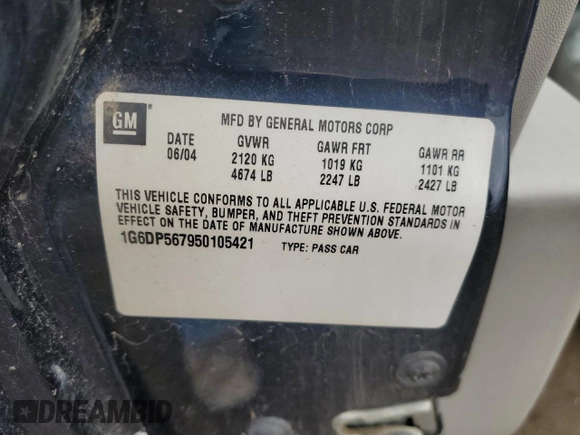 GM ®
MFD BY GENERAL MOTORS CORP
DATE GVWR GAWR FRT GAWR RR
06/04 2120 KG 1019 KG 1101 KG
4674 LB 2247 LB 2427 LB
THIS VEHICLE CONFORMS TO ALL APPLICABLE U.S. FEDERAL MOTOR
VEHICLE SAFETY, BUMPER, AND THEFT PREVENTION STANDARDS IN
EFFECT ON THE DATE OF MANUFACTURE SHOWN ABOVE.
1G6DP567950105421 TYPE: PASS CAR
DREAMBID